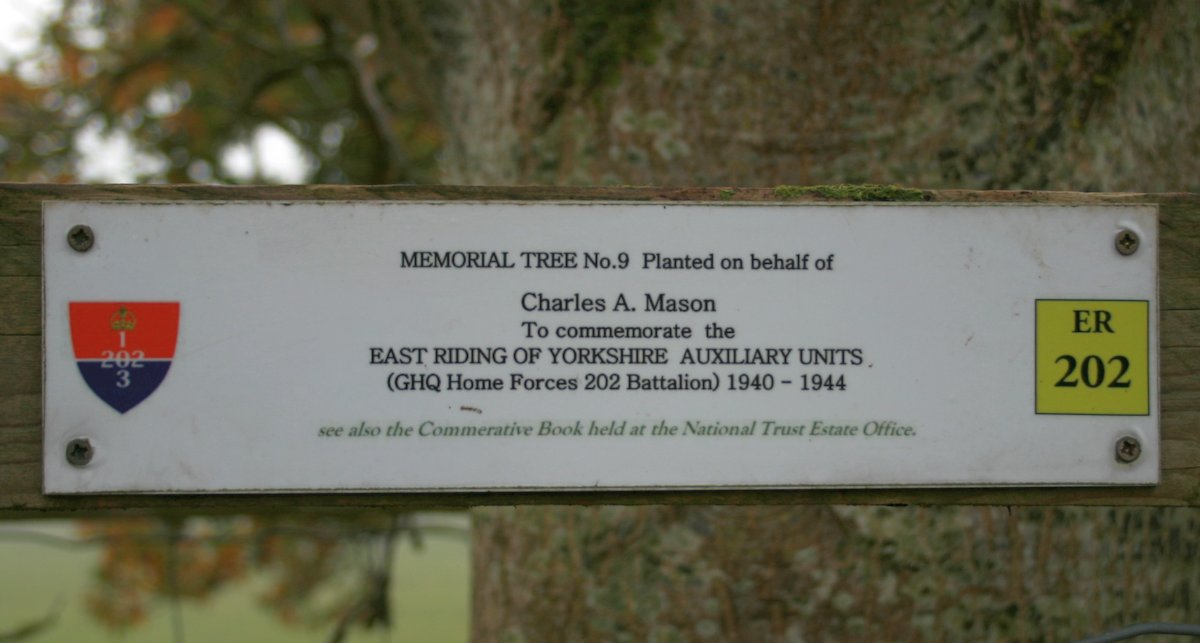 MEMORIAL TREE No.9 Planted on behalf of
Charles A. Mason
To commemorate the
EAST RIDING OF YORKSHIRE AUXILIARY UNITS
(GHQ Home Forces 202 Battalion) 1940 - 1944
see also the Commerative Book held at the National Trust Estate Office.
1
202
3
ER
202